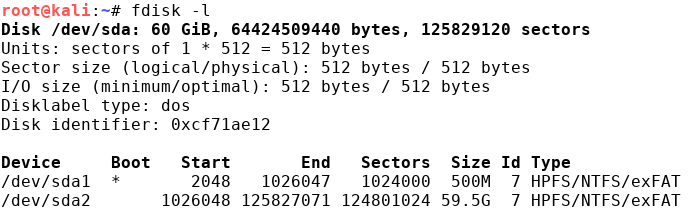 root@kali:~# fdisk -l
Disk /dev/sda: 60 GiB, 64424509440 bytes, 125829120 sectors
Units: sectors of 1 * 512 = 512 bytes
Sector size (logical/physical): 512 bytes / 512 bytes
I/O size (minimum/optimal): 512 bytes / 512 bytes
Disklabel type: dos
Disk identifier: 0xcf71ae12

Device     Boot   Start       End   Sectors  Size Id Type
/dev/sda1  *       2048   1026047   1024000  500M  7 HPFS/NTFS/exFAT
/dev/sda2       1026048 125827071 124801024 59.5G  7 HPFS/NTFS/exFAT